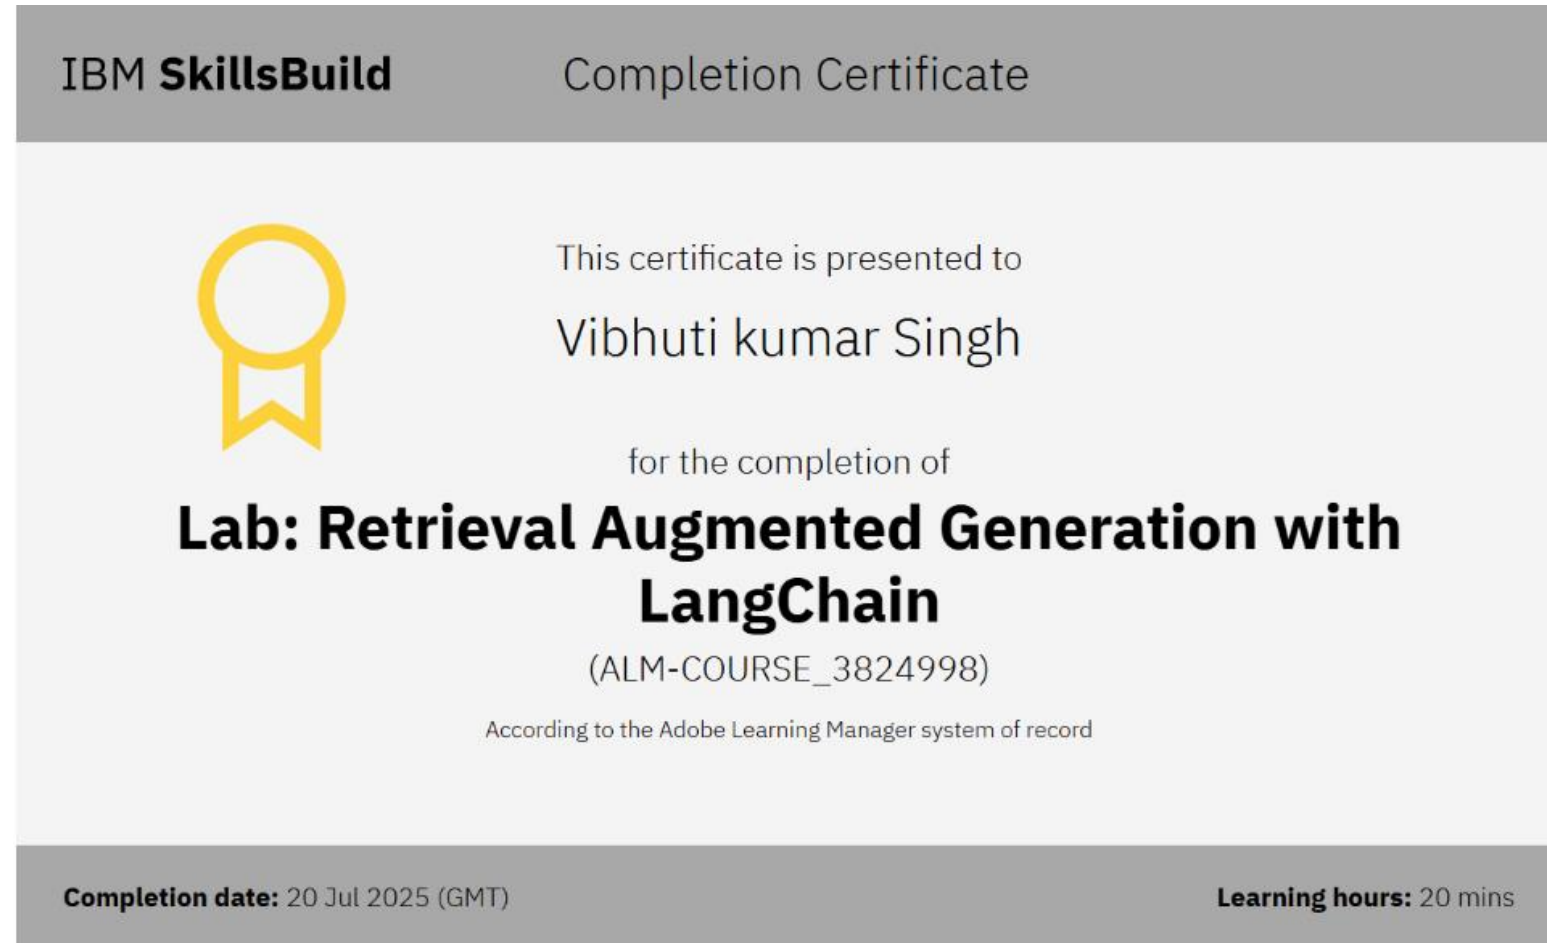 IBM SkillsBuild
Completion Certificate
This certificate is presented to
Vibhuti kumar Singh
for the completion of
Lab: Retrieval Augmented Generation with
LangChain
(ALM-COURSE_3824998)
According to the Adobe Learning Manager system of record
Completion date: 20 Jul 2025 (GMT)
Learning hours: 20 mins